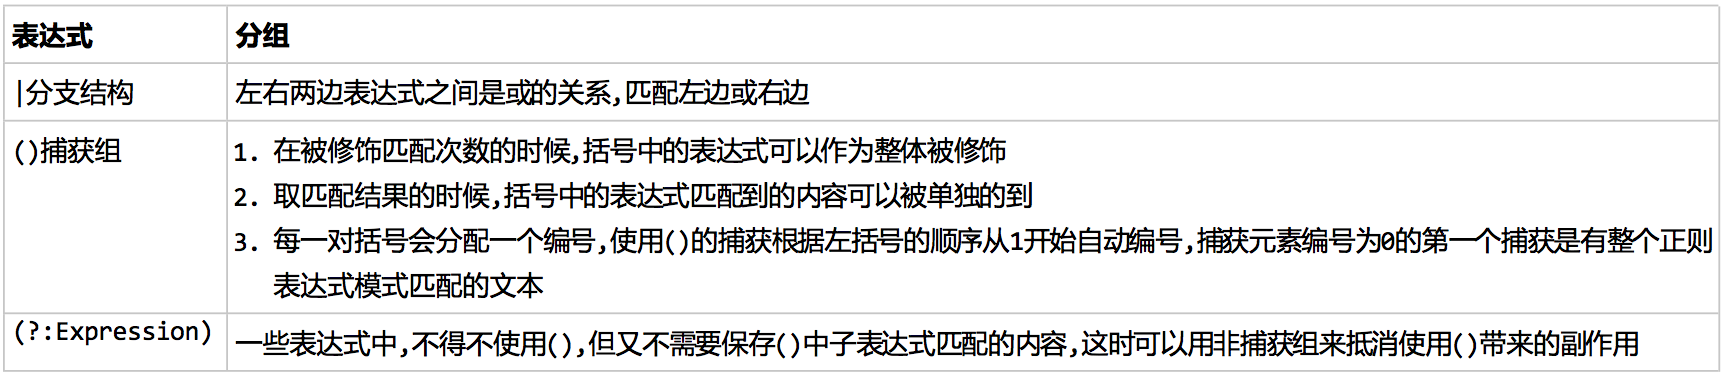 表达式 分组
|分支结构 左右两边表达式之间是或的关系,匹配左边或右边
()捕获组 1. 在被修饰匹配次数的时候,括号中的表达式可以作为整体被修饰
2. 取匹配结果的时候,括号中的表达式匹配到的内容可以被单独的到
3. 每一对括号会分配一个编号,使用()的捕获根据左括号的顺序从1开始自动编号,捕获元素编号为0的第一个捕获是有整个正则
表达式模式匹配的文本
(?:Expression) 一些表达式中,不得不使用(),但又不需要保存()中子表达式匹配的内容,这时可以用非捕获组来抵消使用()带来的副作用